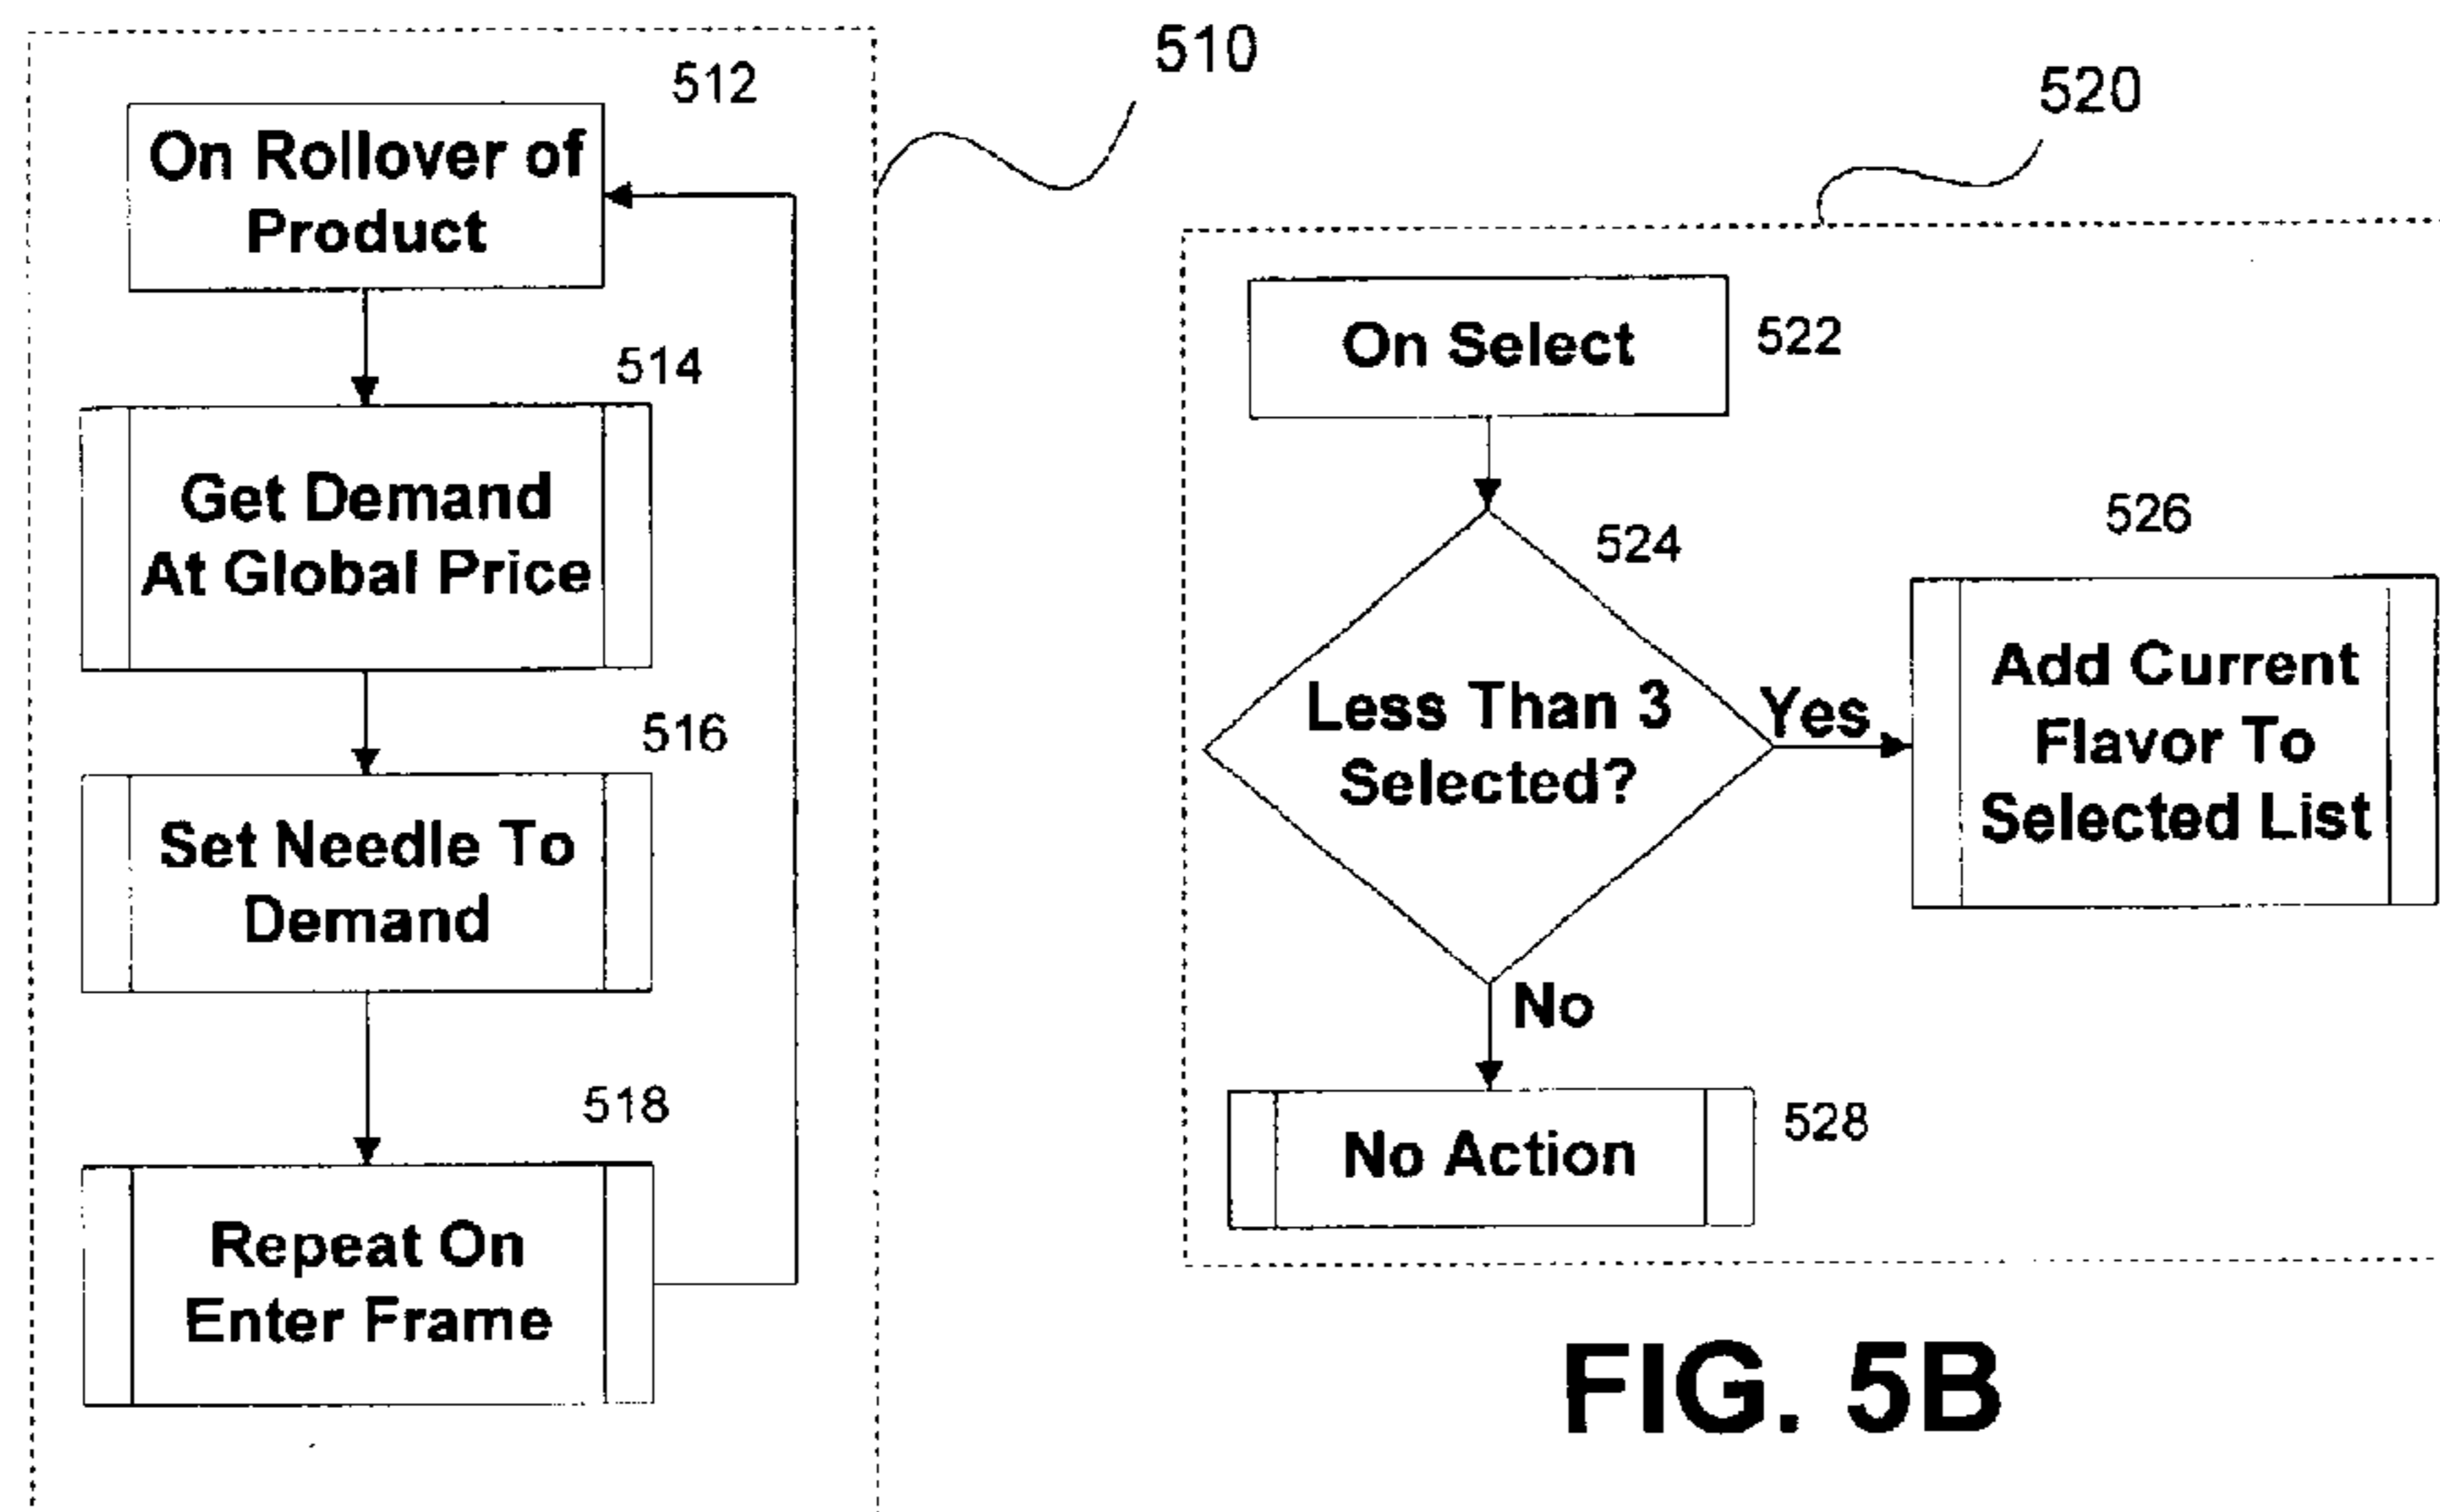 510
512
On Rollover of
Product
514
Get Demand
At Global Price
516
Set Needle To
Demand
518
Repeat On
Enter Frame
520
On Select
522
524
Less Than 3
Selected?
Yes
526
Add Current
Flavor To
Selected List
No
No Action
528
FIG. 5B